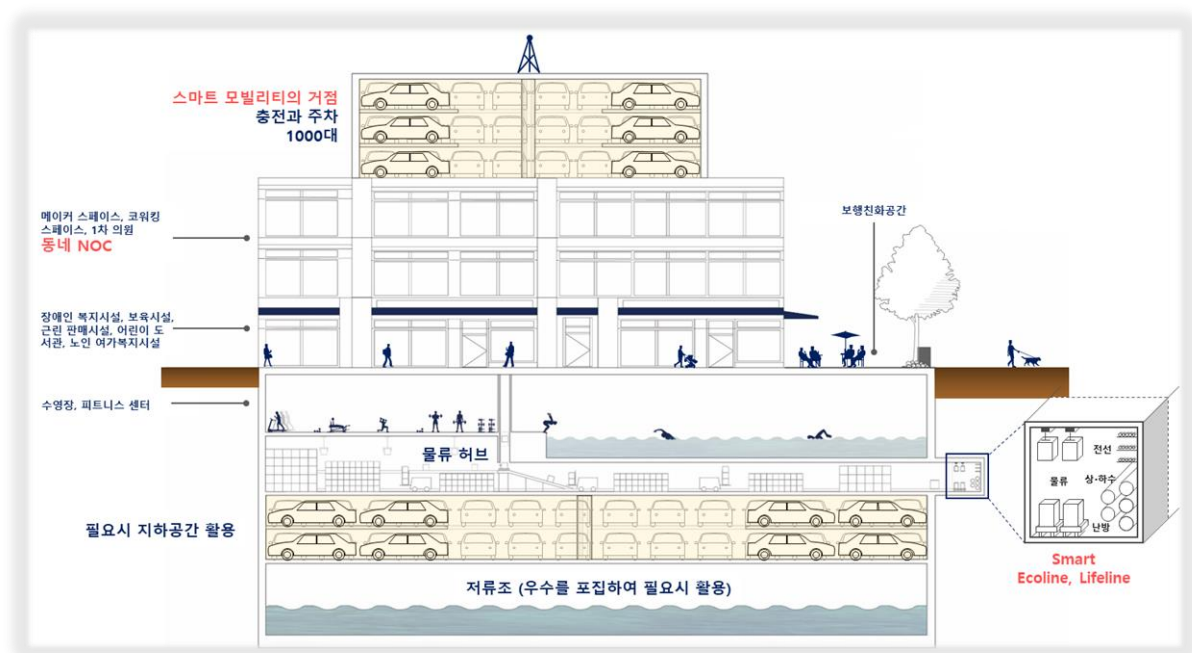 스마트 모빌리티의 거점
충전과 주차
1000대
메이커 스페이스, 코워킹
스페이스, 1차 의원
동네 NOC
보행친화공간
장애인 복지시설, 보육시설,
근린 판매시설, 어린이 도
서관, 노인 여가복지시설
수영장, 피트니스 센터
물류 허브
전선
물류
상·하수
난방
필요시 지하공간 활용
Smart
Ecoline, Lifeline
저류조 (우수를 포집하여 필요시 활용)